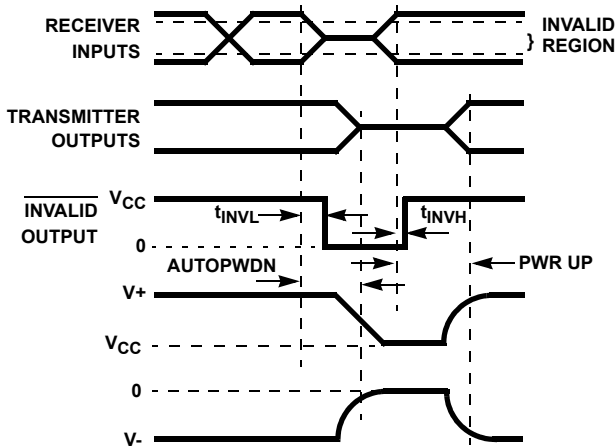 RECEIVER
INPUTS
} INVALID
REGION
TRANSMITTER
OUTPUTS
INVALID
OUTPUT
VCC
0
tINVL
tINVH
AUTOPWDN
PWR UP
V+
VCC
0
V-